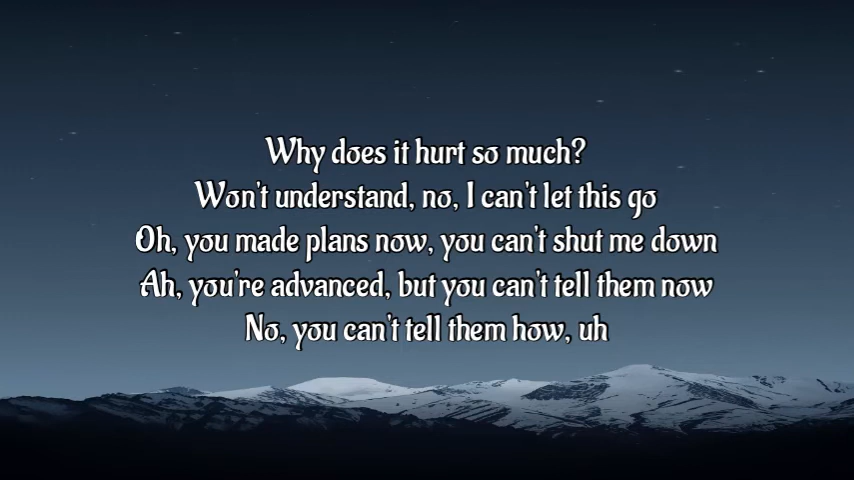 Why does it hurt so much?
Won't understand, no, I can't let this go
Oh, you made plans now, you can't shut me down
Ah, you're advanced, but you can't tell them now
No, you can't tell them how, uh